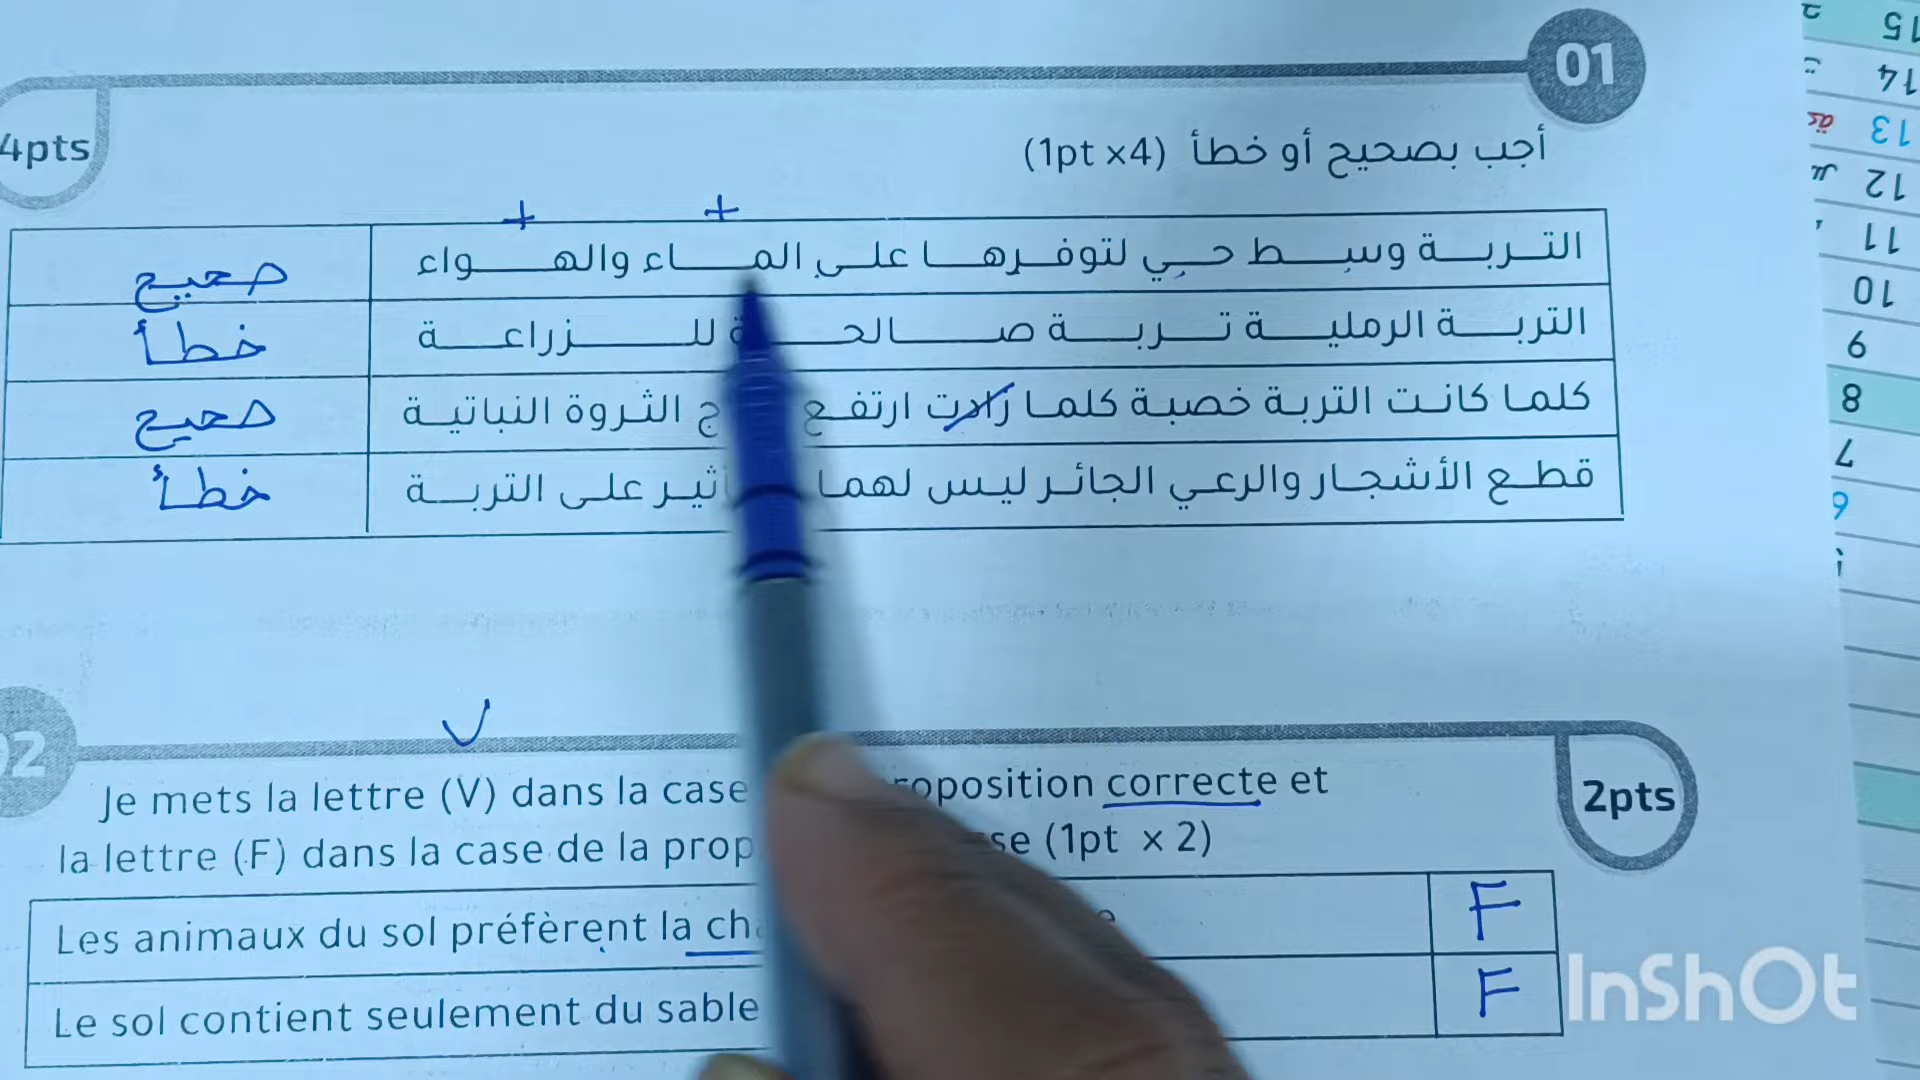 01
4pts
أجب بصحيح أو خطأ (1pt x4)
التربة وسط حي لتوفرها على الماء والهواء صحيح
التربة الرملية تربة صالحة للزراعة خطأ
كلما كانت التربة خصبة كلما زادت ارتفع الثروة النباتية صحيح
قطع الأشجار والرعي الجائر ليس لهما على التربة خطأ
V
2pts
Je mets la lettre (V) dans la case correcte et
la lettre (F) dans la case de la (1pt x 2)
Les animaux du sol préfèrent la F
Le sol contient seulement du sable F
InShOt
15
14
13
12
11
10
9
8
7
6